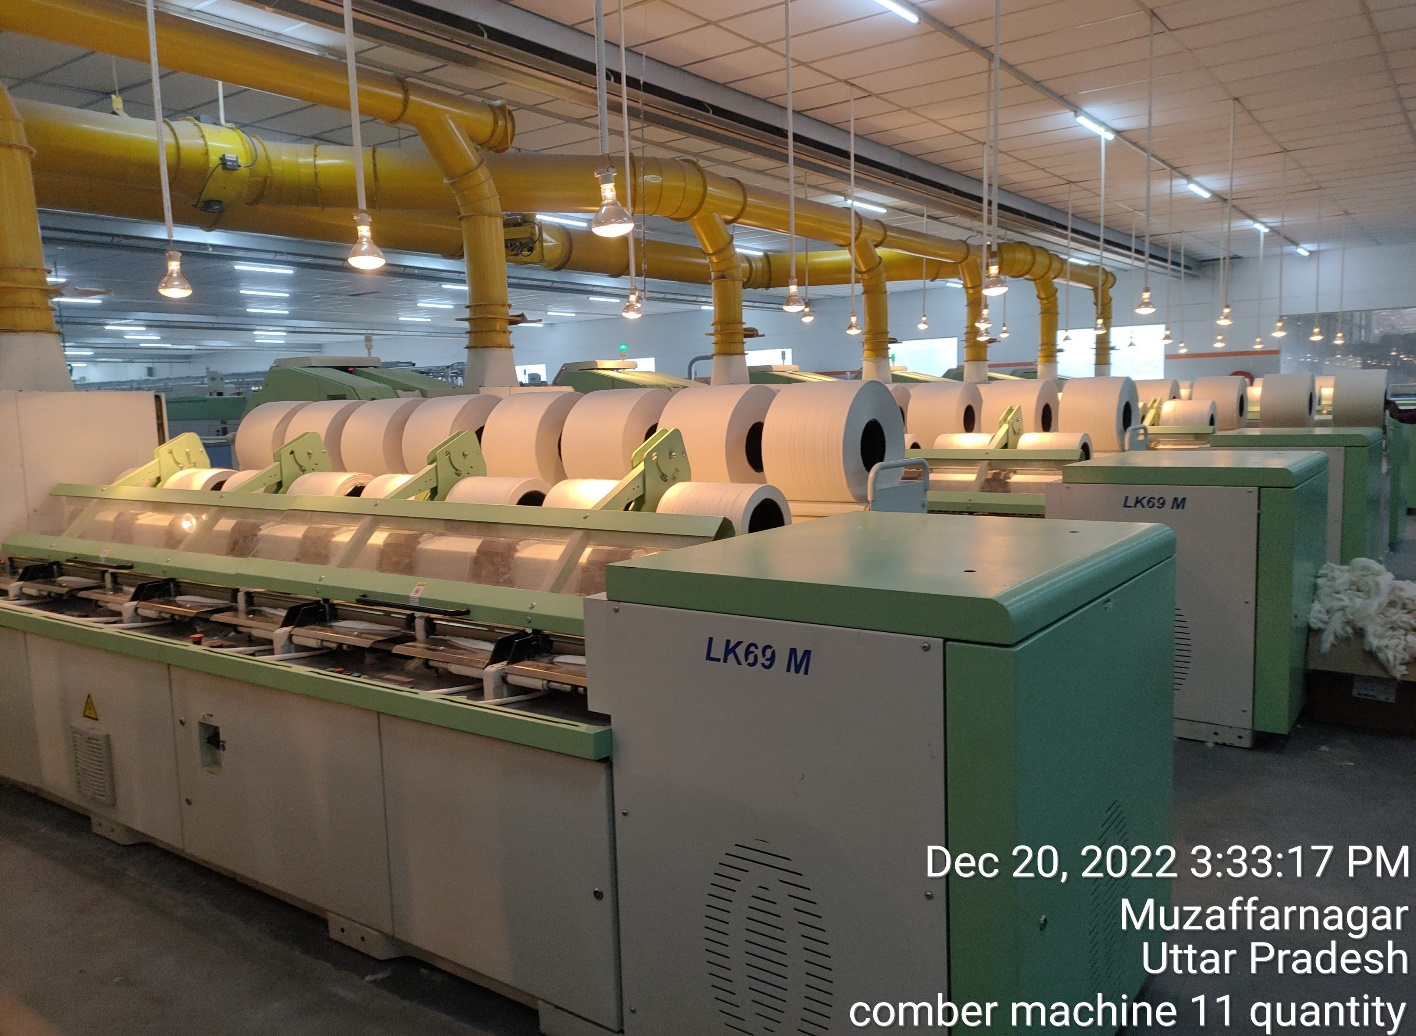 LK69 M
LK69 M
Dec 20, 2022 3:33:17 PM
Muzaffarnagar
Uttar Pradesh
comber machine 11 quantity